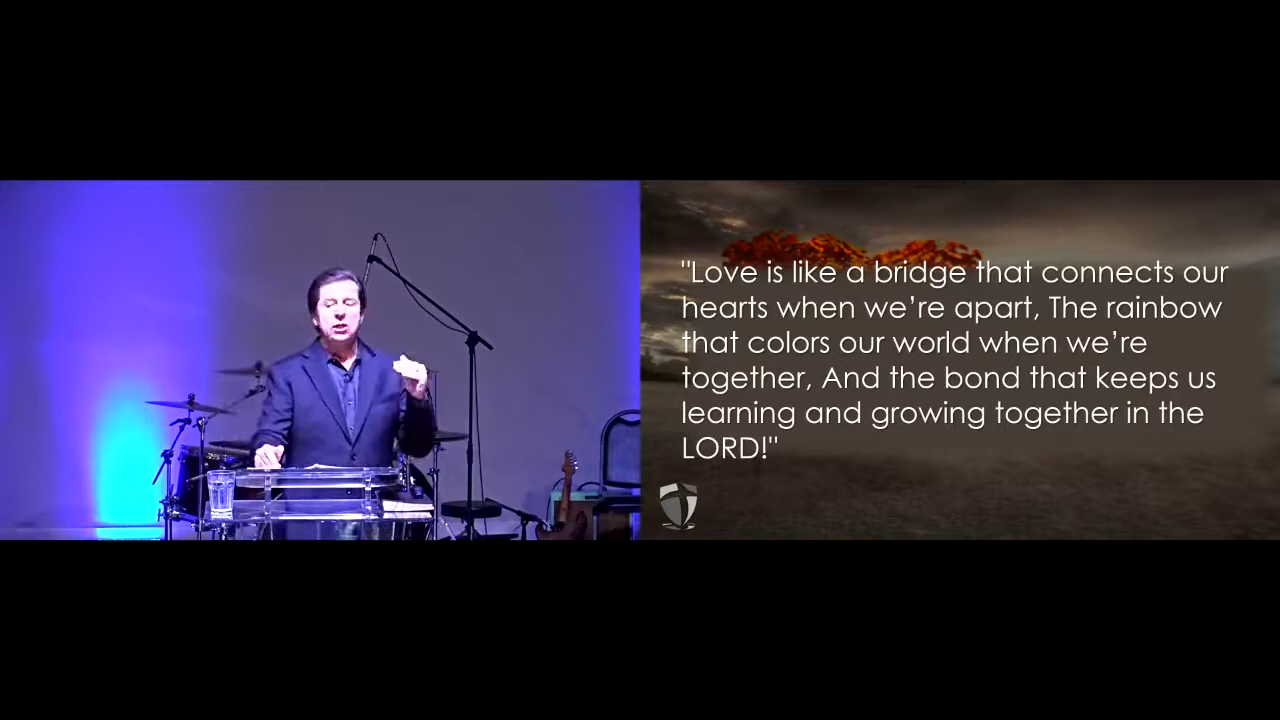 "Love is like a bridge that connects our
hearts when we’re apart, The rainbow
that colors our world when we’re
together, And the bond that keeps us
learning and growing together in the
LORD!"